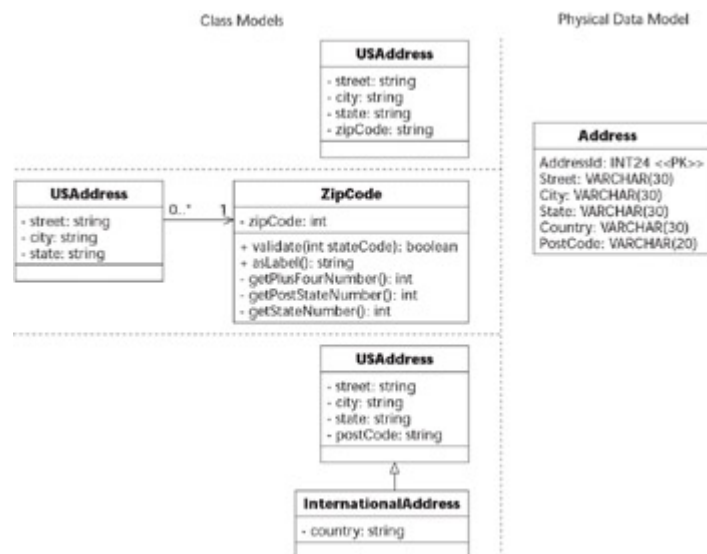 Class Models
Physical Data Model
USAddress
- street: string
- city: string
- state: string
- zipCode: string
Address
AddressId: INT24 <<PK>>
Street: VARCHAR(30)
City: VARCHAR(30)
State: VARCHAR(30)
Country: VARCHAR(30)
PostCode: VARCHAR(20)
USAddress
- street: string
- city: string
- state: string
0..*
1
ZipCode
- zipCode: int
+ validate(int stateCode): boolean
+ asLabel(): string
- getPlusFourNumber(): int
- getPostStateNumber(): int
- getStateNumber(): int
USAddress
- street: string
- city: string
- state: string
- postCode: string
InternationalAddress
- country: string